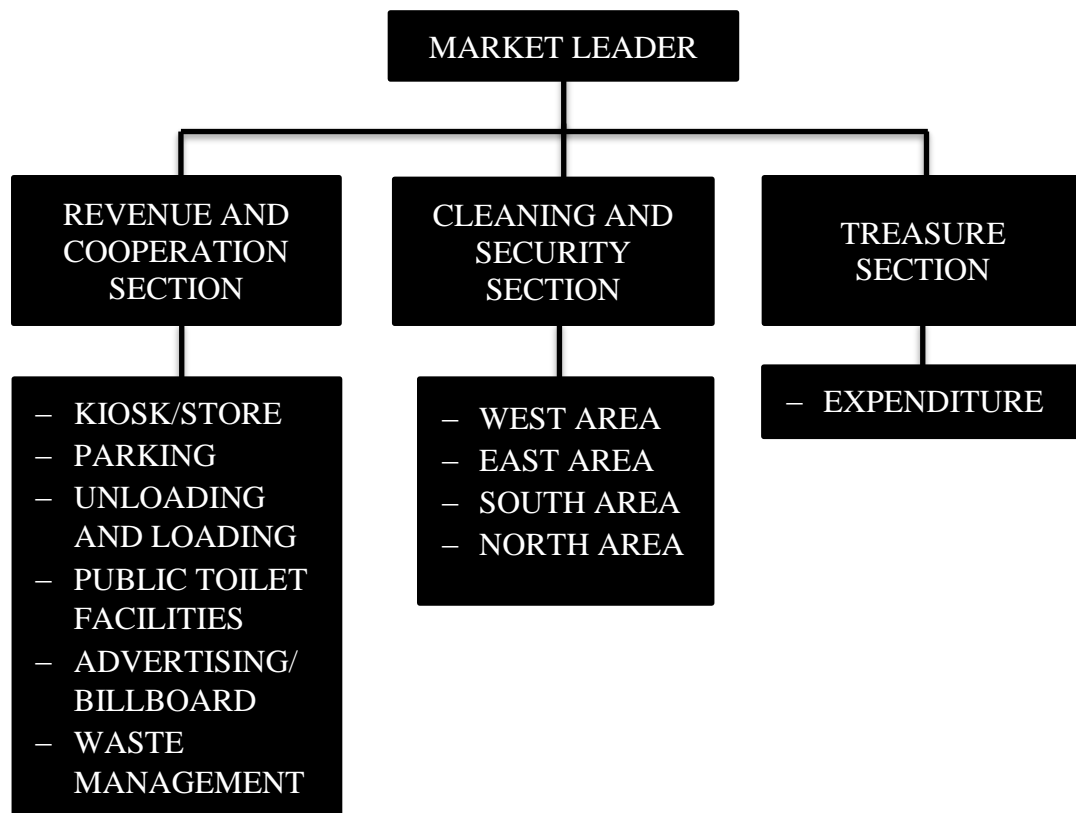 MARKET LEADER
REVENUE AND
COOPERATION
SECTION
CLEANING AND
SECURITY
SECTION
TREASURE
SECTION
– KIOSK/STORE
– PARKING
– UNLOADING
AND LOADING
– PUBLIC TOILET
FACILITIES
– ADVERTISING/
BILLBOARD
– WASTE
MANAGEMENT
– WEST AREA
– EAST AREA
– SOUTH AREA
– NORTH AREA
– EXPENDITURE